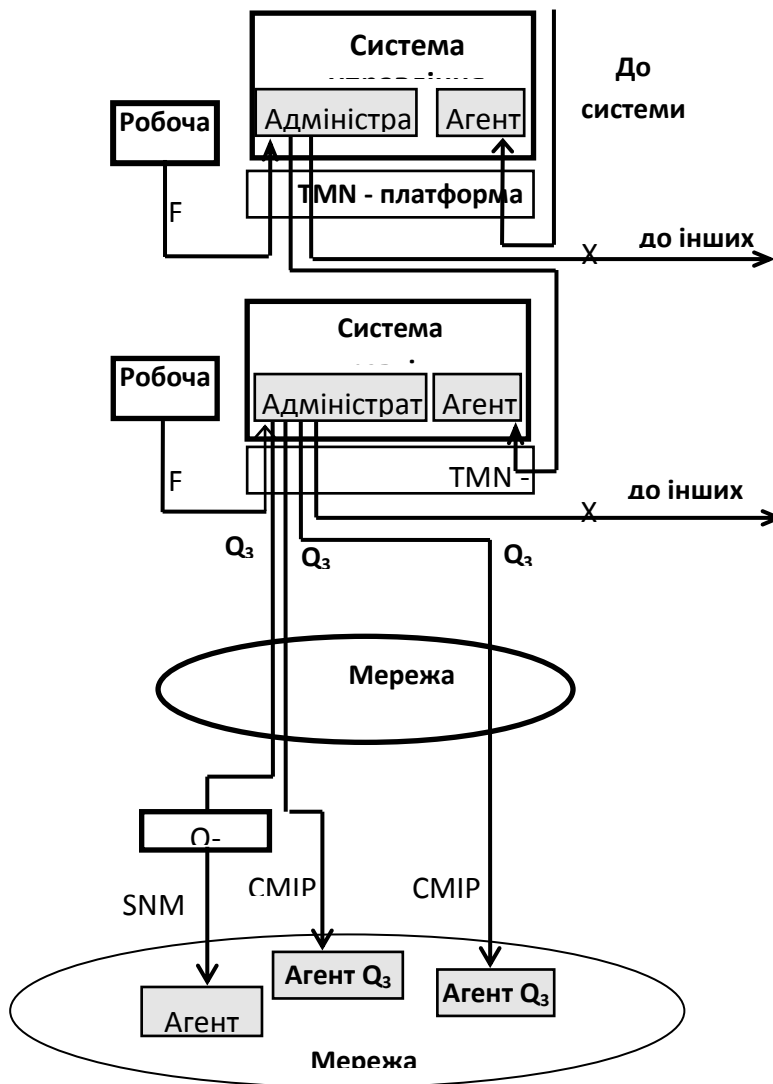 Система
До
системи
Робоча
Адміністра
Агент
TMN - платформа
F
до інших
X
Система
Робоча
Адміністрат
Агент
TMN -
F
до інших
X
Q₃
Q₃
Q₃
Мережа
CMIP
CMIP
SNM
Агент Q₃
Агент Q₃
Агент
Мережа